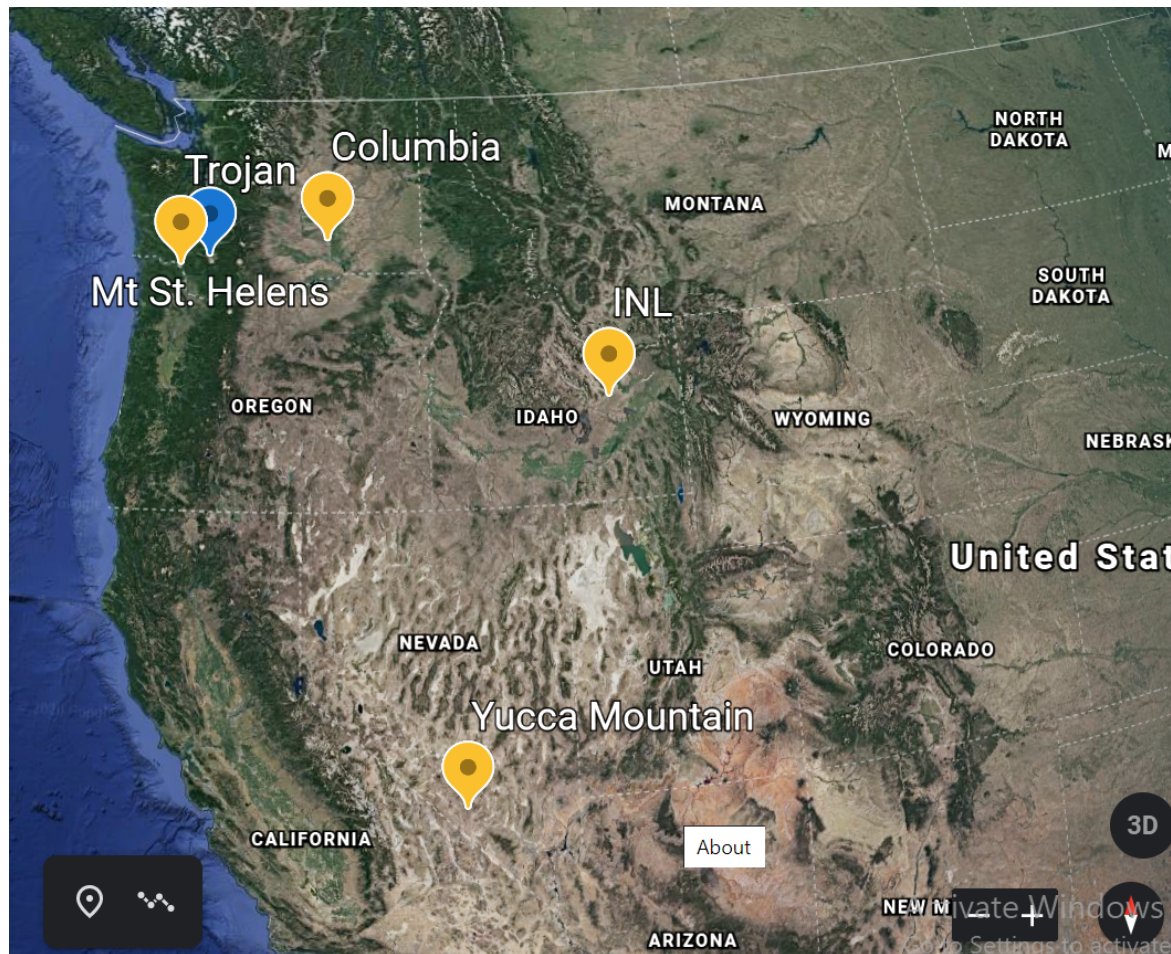 NORTH
DAKOTA
M
Columbia
Trojan
MONTANA
Mt St. Helens
SOUTH
DAKOTA
INL
OREGON
IDAHO
WYOMING
NEBRASK
United Stat
NEVADA
UTAH
COLORADO
Yucca Mountain
3D
CALIFORNIA
About
NEW M
ivate Windows
ARIZONA
to Settings to activate